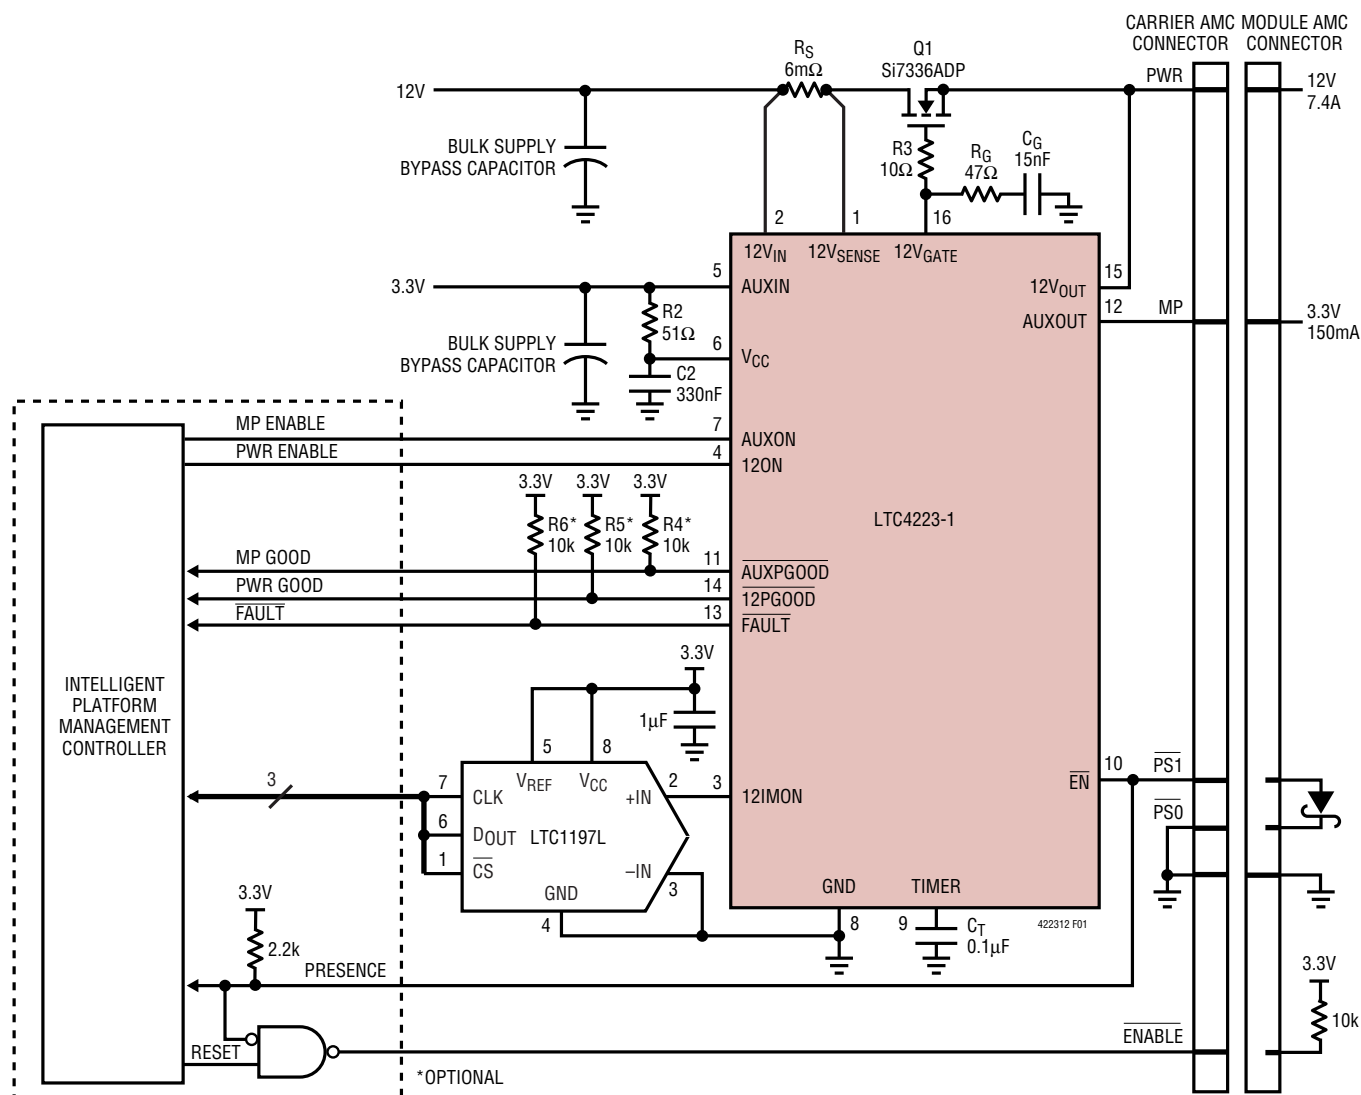 CARRIER AMC
CONNECTOR
MODULE AMC
CONNECTOR
RS
6mΩ
Q1
Si7336ADP
PWR
12V
12V
7.4A
BULK SUPPLY
BYPASS CAPACITOR
R3
10Ω
RG
47Ω
CG
15nF
2
1
16
12VIN
12VSENSE
12VGATE
3.3V
5
AUXIN
15
12VOUT
12
AUXOUT
MP
3.3V
150mA
R2
51Ω
BULK SUPPLY
BYPASS CAPACITOR
6
VCC
C2
330nF
MP ENABLE
7
AUXON
PWR ENABLE
4
12ON
3.3V
3.3V
3.3V
R6*
10k
R5*
10k
R4*
10k
LTC4223-1
MP GOOD
11
AUXPGOOD
PWR GOOD
14
12PGOOD
FAULT
13
FAULT
INTELLIGENT
PLATFORM
MANAGEMENT
CONTROLLER
3.3V
1µF
5
8
VREF
VCC
3
7
CLK
+IN
2
3
12IMON
10
EN
PS1
6
DOUT
LTC1197L
PS0
1
CS
–IN
3
GND
4
GND
8
TIMER
9
CT
0.1µF
422312 F01
3.3V
2.2k
PRESENCE
3.3V
10k
RESET
ENABLE
*OPTIONAL